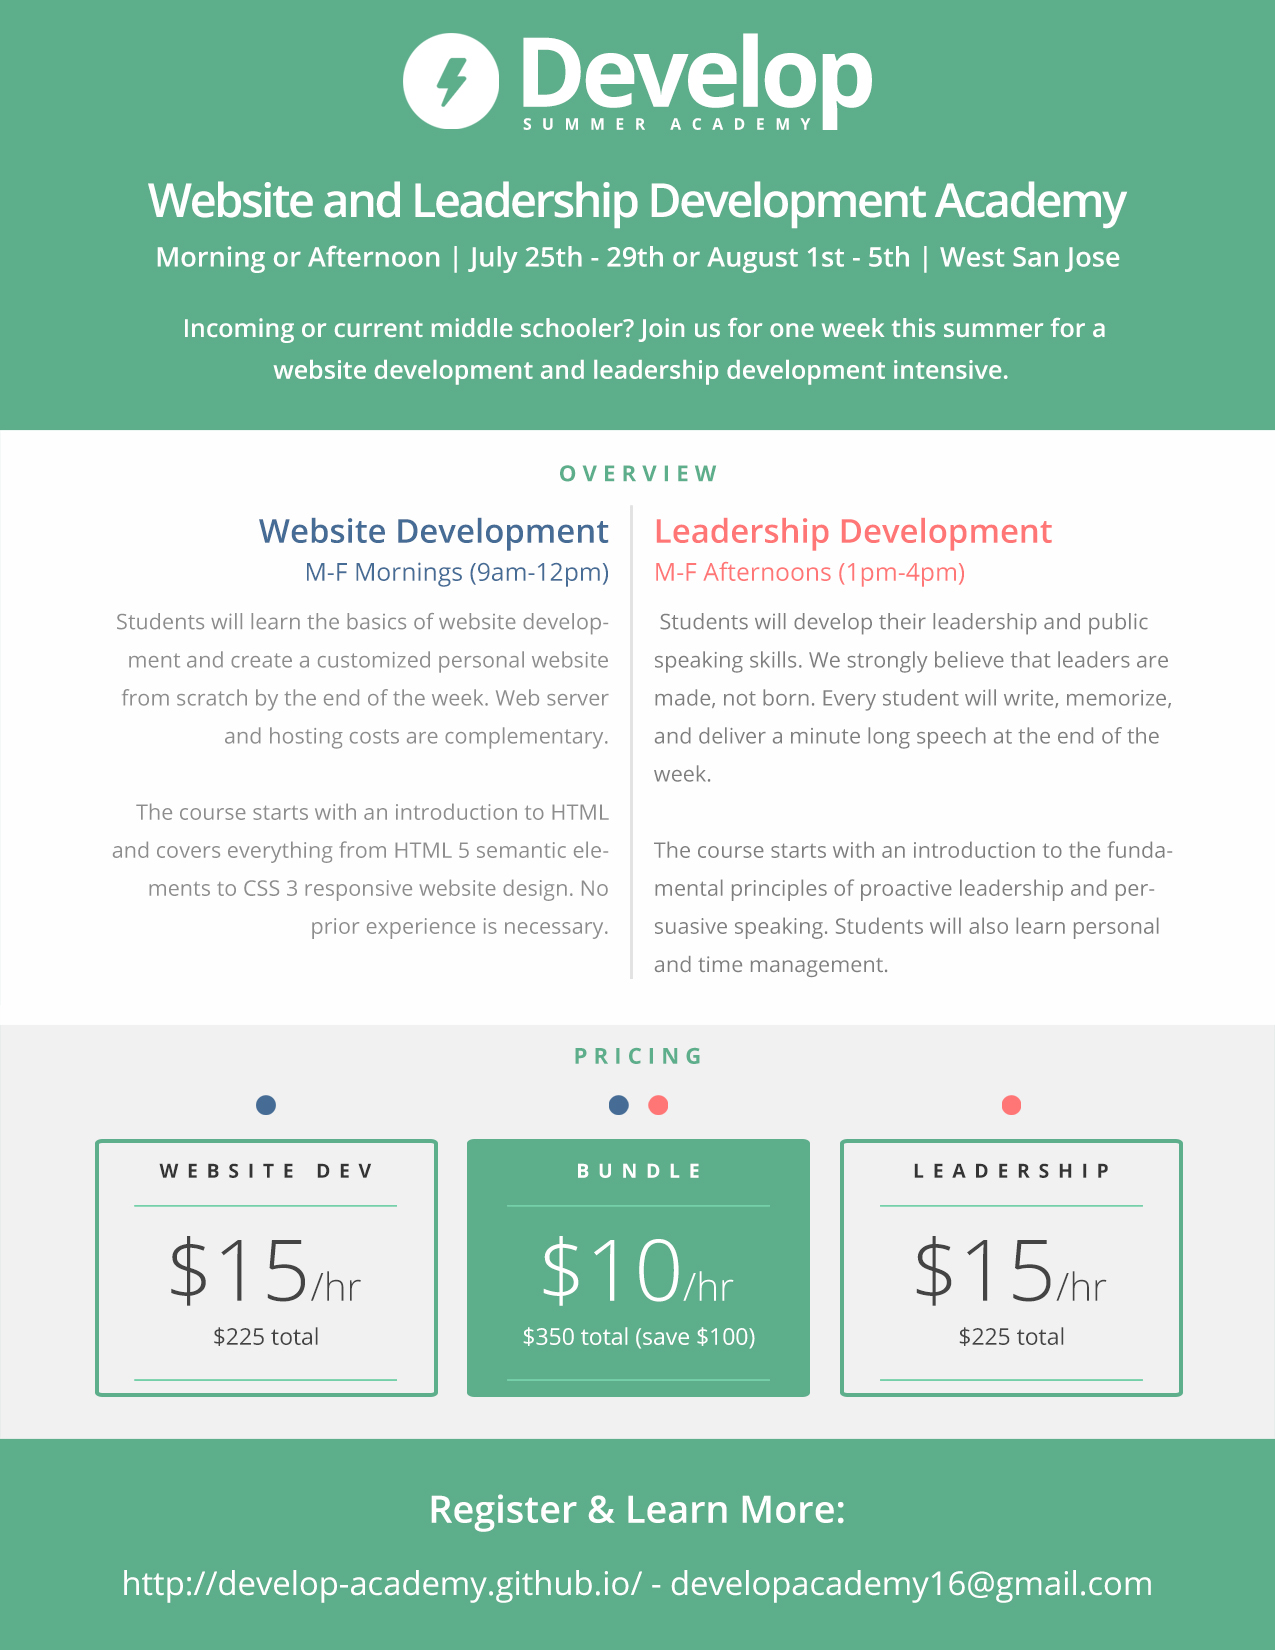 Develop
SUMMER ACADEMY
Website and Leadership Development Academy
Morning or Afternoon | July 25th - 29th or August 1st - 5th | West San Jose
Incoming or current middle schooler? Join us for one week this summer for a
website development and leadership development intensive.
OVERVIEW
Website Development
M-F Mornings (9am-12pm)
Students will learn the basics of website develop-
ment and create a customized personal website
from scratch by the end of the week. Web server
and hosting costs are complementary.
The course starts with an introduction to HTML
and covers everything from HTML 5 semantic ele-
ments to CSS 3 responsive website design. No
prior experience is necessary.
Leadership Development
M-F Afternoons (1pm-4pm)
Students will develop their leadership and public
speaking skills. We strongly believe that leaders are
made, not born. Every student will write, memorize,
and deliver a minute long speech at the end of the
week.
The course starts with an introduction to the funda-
mental principles of proactive leadership and per-
suasive speaking. Students will also learn personal
and time management.
PRICING
WEBSITE DEV
$15/hr
$225 total
BUNDLE
$10/hr
$350 total (save $100)
LEADERSHIP
$15/hr
$225 total
Register & Learn More:
http://develop-academy.github.io/ - developacademy16@gmail.com